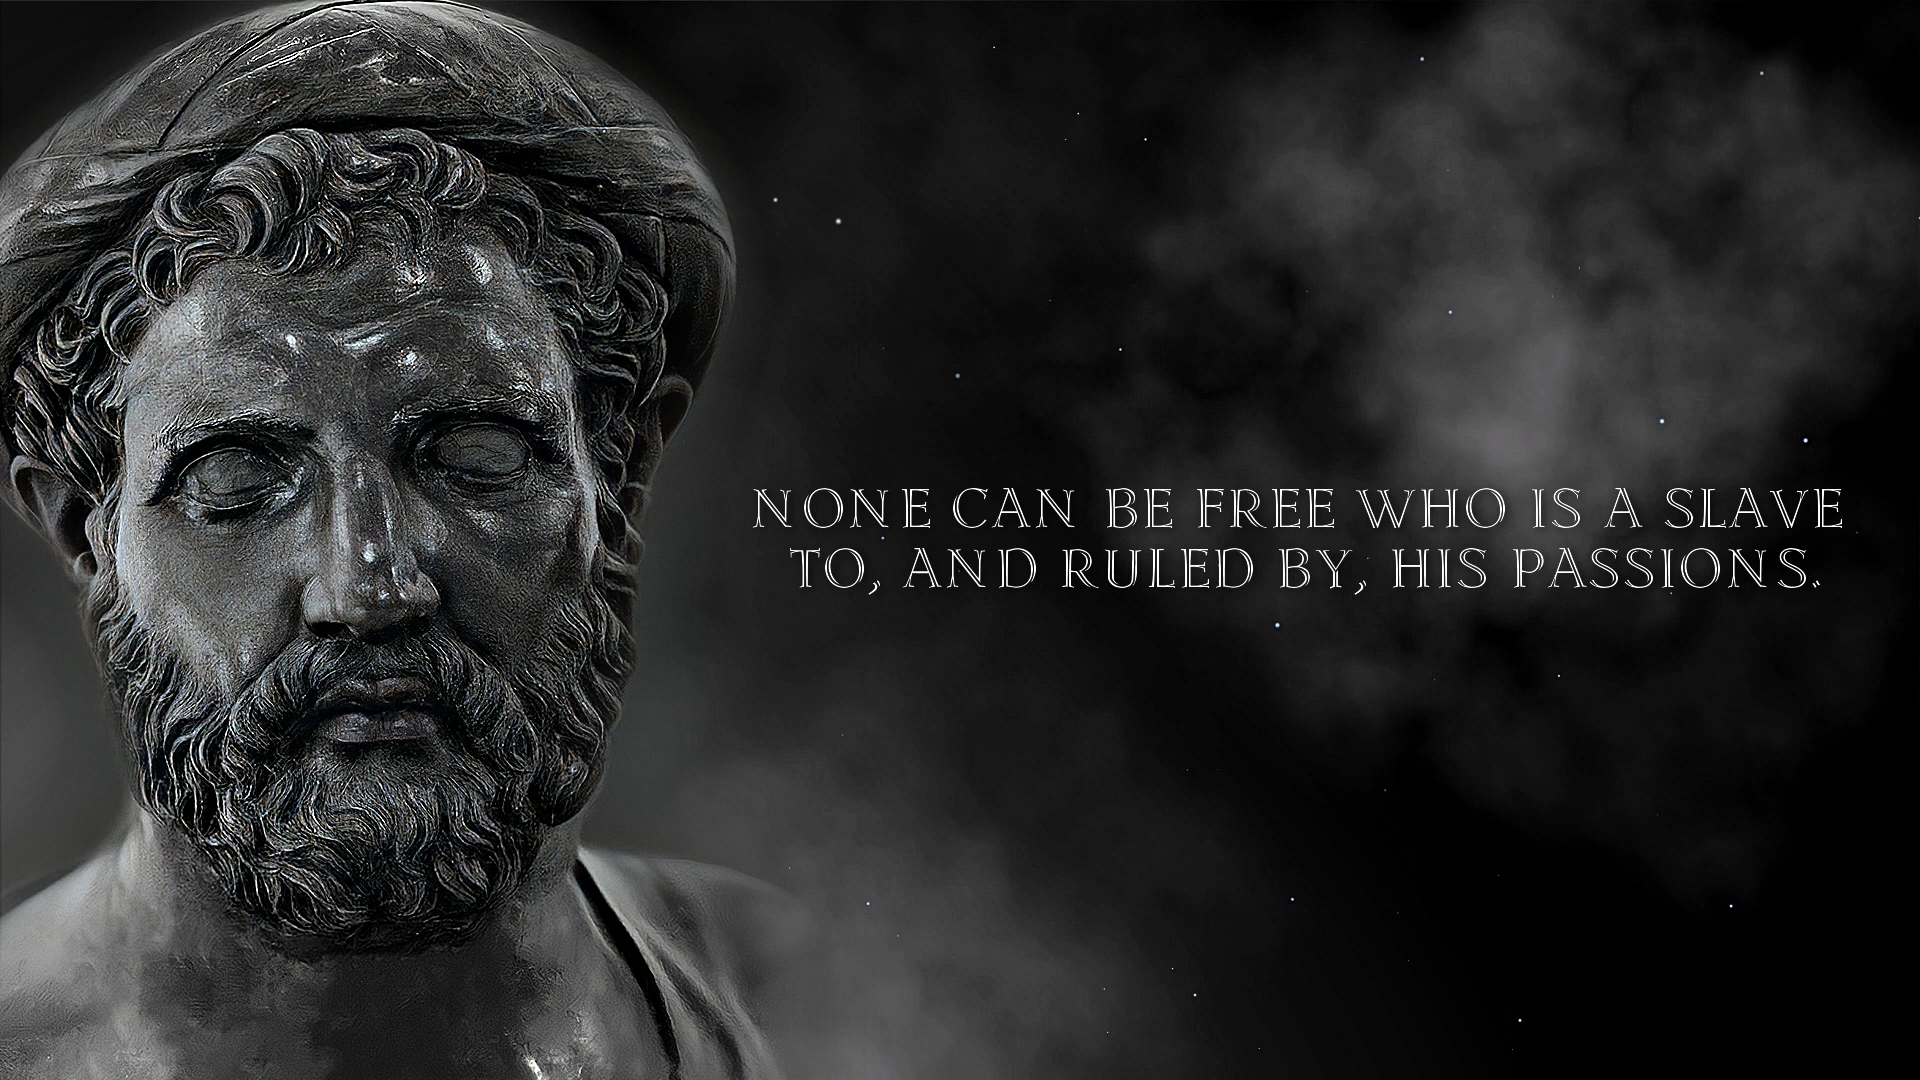 NONE CAN BE FREE WHO IS A SLAVE
TO, AND RULED BY, HIS PASSIONS.